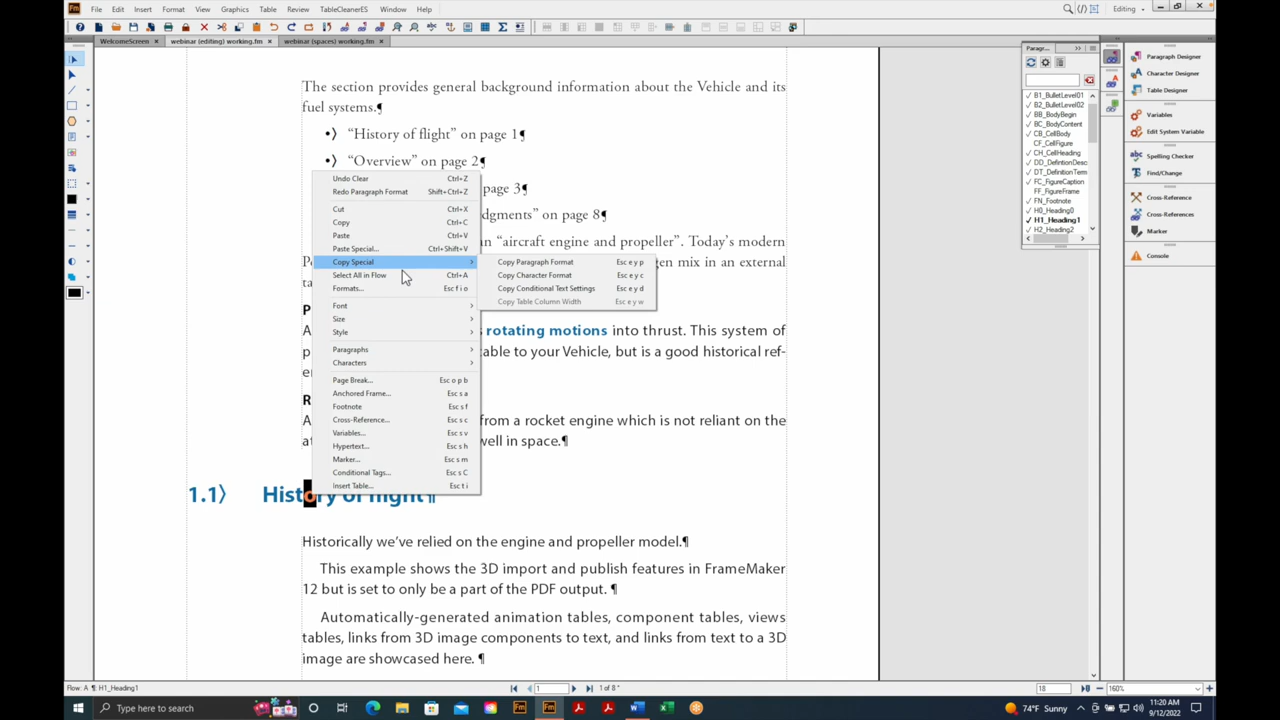 Fm File Edit Insert Format View Graphics Table Review TableCleanerES Window Help Editing
WelcomeScreen webinar (editing) working.fm webinar (spaces) working.fm
The section provides general background information about the Vehicle and its
fuel systems.¶
•⟩ “History of flight” on page 1¶
•⟩ “Overview” on page 2¶
page 3¶
dgments” on page 8¶
n “aircraft engine and propeller”. Today’s modern
gen mix in an external
rotating motions into thrust. This system of
table to your Vehicle, but is a good historical ref-
from a rocket engine which is not reliant on the
well in space.¶
1.1⟩ History of flight¶
Historically we’ve relied on the engine and propeller model.¶
This example shows the 3D import and publish features in FrameMaker
12 but is set to only be a part of the PDF output. ¶
Automatically-generated animation tables, component tables, views
tables, links from 3D image components to text, and links from text to a 3D
image are showcased here. ¶
Undo Clear Ctrl+Z
Redo Paragraph Format Shift+Ctrl+Z
Cut Ctrl+X
Copy Ctrl+C
Paste Ctrl+V
Paste Special... Ctrl+Shift+V
Copy Special
Select All in Flow Ctrl+A
Formats... Esc f i o
Font
Size
Style
Paragraphs
Characters
Page Break... Esc o p b
Anchored Frame... Esc s a
Footnote Esc s f
Cross-Reference... Esc s c
Variables... Esc s v
Hypertext... Esc s h
Marker... Esc s m
Conditional Tags... Esc s C
Insert Table... Esc t i
Copy Paragraph Format Esc e y p
Copy Character Format Esc e y c
Copy Conditional Text Settings Esc e y d
Copy Table Column Width Esc e y w
Paragr...
B1_BulletLevel01
B2_BulletLevel02
BB_BodyBegin
BC_BodyContent
CB_CellBody
CF_CellFigure
CH_CellHeading
DD_DefinitionDesc
DT_DefinitionTerm
FC_FigureCaption
FF_FigureFrame
FN_Footnote
H0_Heading0
H1_Heading1
H2_Heading2
Paragraph Designer
Character Designer
Table Designer
Variables
Edit System Variable
Spelling Checker
Find/Change
Cross-Reference
Cross-References
Marker
Console
Flow: A ¶: H1_Heading1 1 1 of 8 * 18 160%
Type here to search 74°F Sunny 11:20 AM
9/12/2022